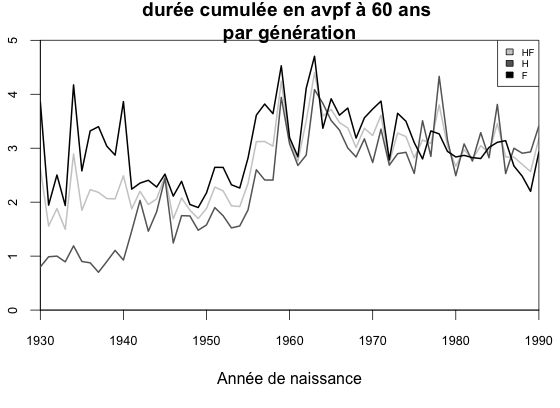 durée cumulée en avpf à 60 ans
par génération
5
4
3
2
1
0
HF
H
F
1930 1940 1950 1960 1970 1980 1990
Année de naissance